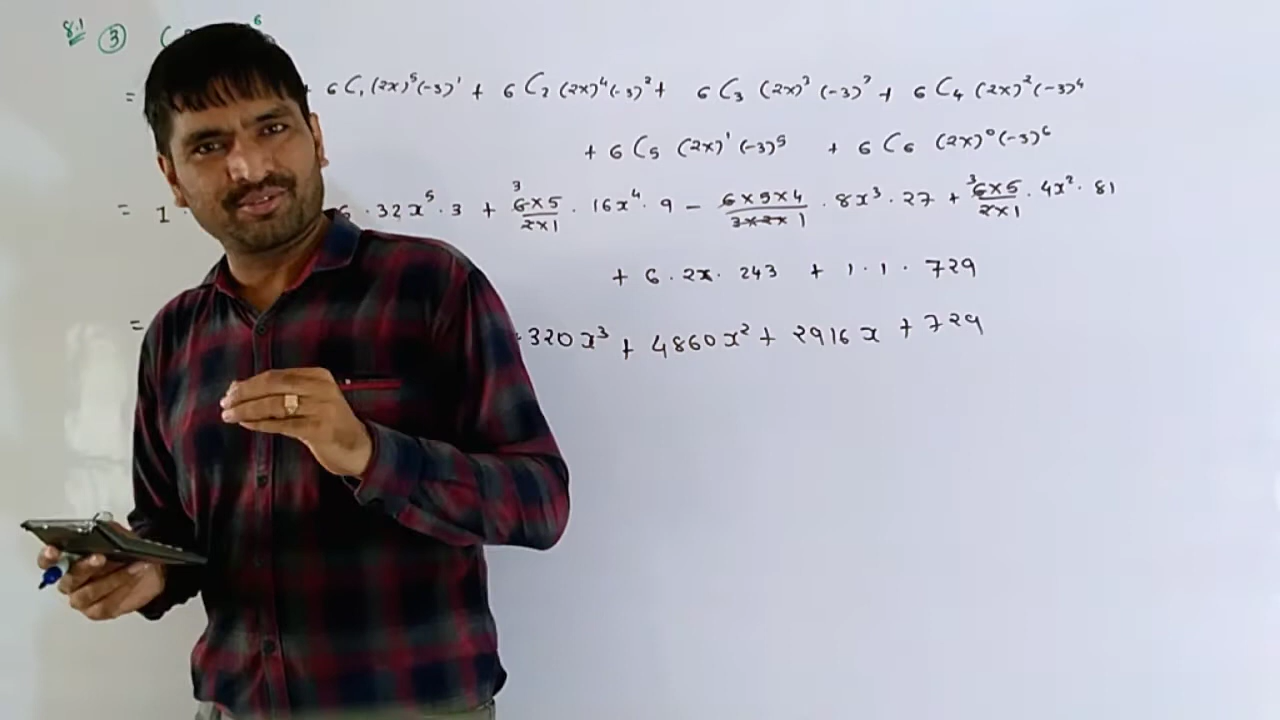 8.1 ③ ( 6
= + 6C₁ (2x)⁵(-3)¹ + 6C₂ (2x)⁴(-3)² + 6C₃ (2x)³ (-3)³ + 6C₄ (2x)²(-3)⁴
+ 6C₅ (2x)¹ (-3)⁵ + 6C₆ (2x)⁰(-3)⁶
= 1 · 6 · 32x⁵ · 3 + ³6×5/2×1 · 16x⁴ · 9 − 6×5×4/3×2×1 · 8x³ · 27 + ³6×5/2×1 · 4x² · 81
+ 6 · 2x · 243 + 1 · 1 · 729
= 320x³ + 4860x² + 2916x + 729